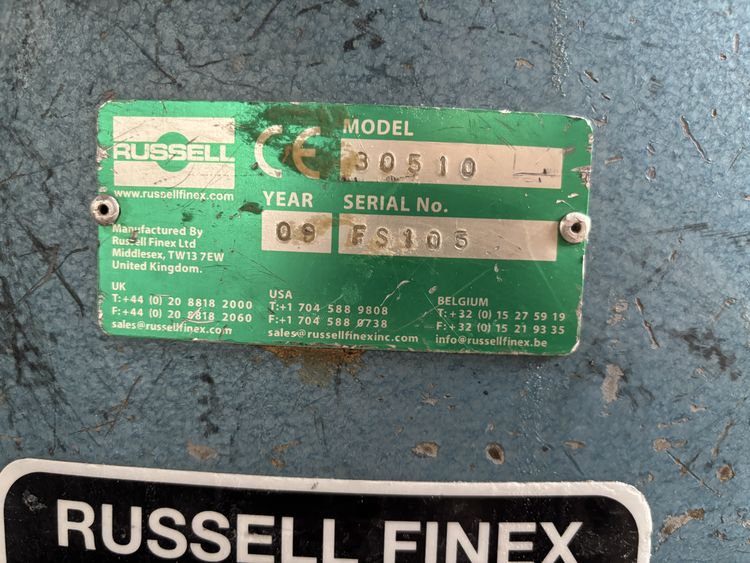 RUSSELL
www.russellfinex.com
CE
MODEL
30510
YEAR
09
SERIAL No.
FS105
Manufactured By
Russell Finex Ltd
Middlesex, TW13 7EW
United Kingdom.
UK
T:+44 (0) 20 8818 2000
F:+44 (0) 20 8818 2060
sales@russellfinex.com
USA
T:+1 704 588 9808
F:+1 704 588 0738
sales@russellfinexinc.com
BELGIUM
T:+32 (0) 15 27 59 19
F:+32 (0) 15 21 93 35
info@russellfinex.be
RUSSELL FINEX